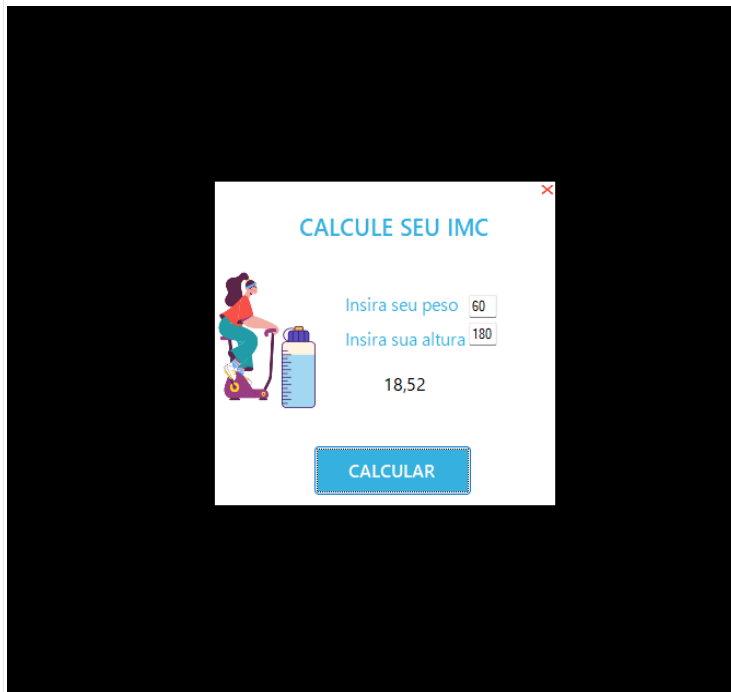 CALCULE SEU IMC
Insira seu peso 60
Insira sua altura 180
18,52
CALCULAR